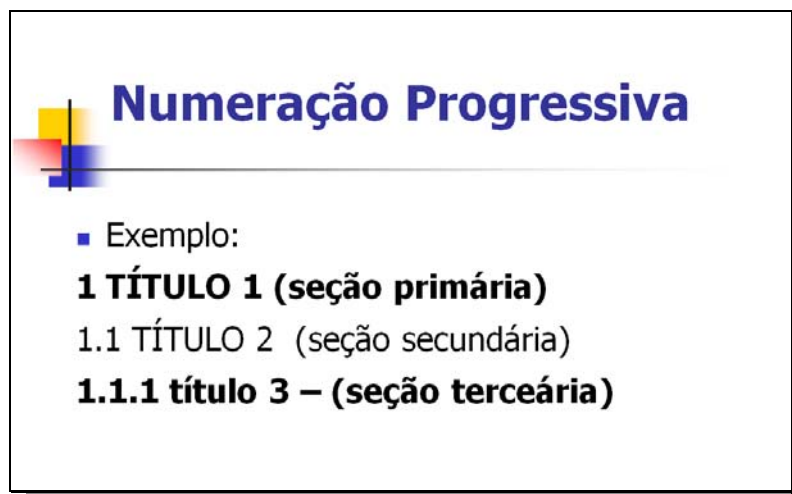 Numeração Progressiva
Exemplo:
1 TÍTULO 1 (seção primária)
1.1 TÍTULO 2 (seção secundária)
1.1.1 título 3 – (seção terceária)